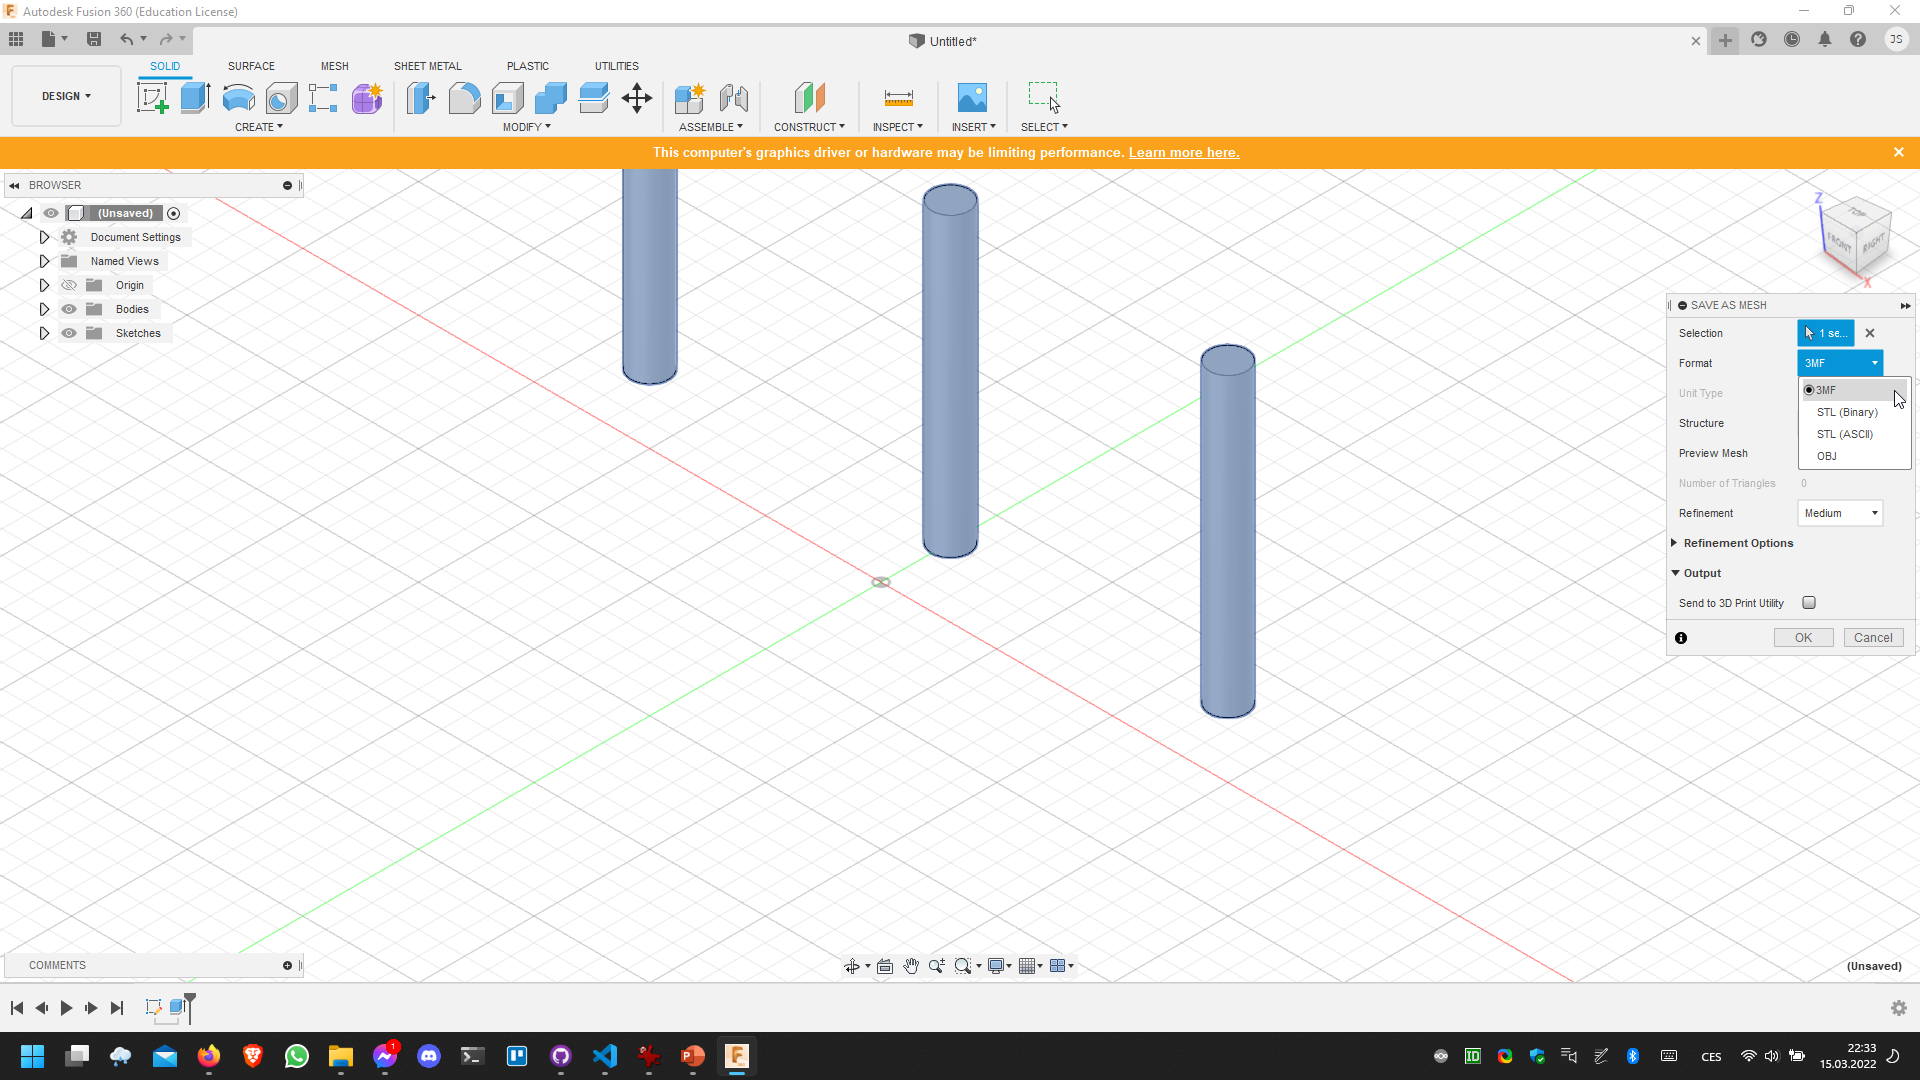 Autodesk Fusion 360 (Education License)
Untitled*
JS
DESIGN
SOLID
SURFACE
MESH
SHEET METAL
PLASTIC
UTILITIES
CREATE
MODIFY
ASSEMBLE
CONSTRUCT
INSPECT
INSERT
SELECT
This computer's graphics driver or hardware may be limiting performance. Learn more here.
BROWSER
(Unsaved)
Document Settings
Named Views
Origin
Bodies
Sketches
Z
TOP
FRONT
RIGHT
X
SAVE AS MESH
Selection
1 se...
Format
3MF
Unit Type
3MF
STL (Binary)
Structure
STL (ASCII)
Preview Mesh
OBJ
Number of Triangles
0
Refinement
Medium
Refinement Options
Output
Send to 3D Print Utility
OK
Cancel
COMMENTS
(Unsaved)
1
ID
CES
22:33
15.03.2022